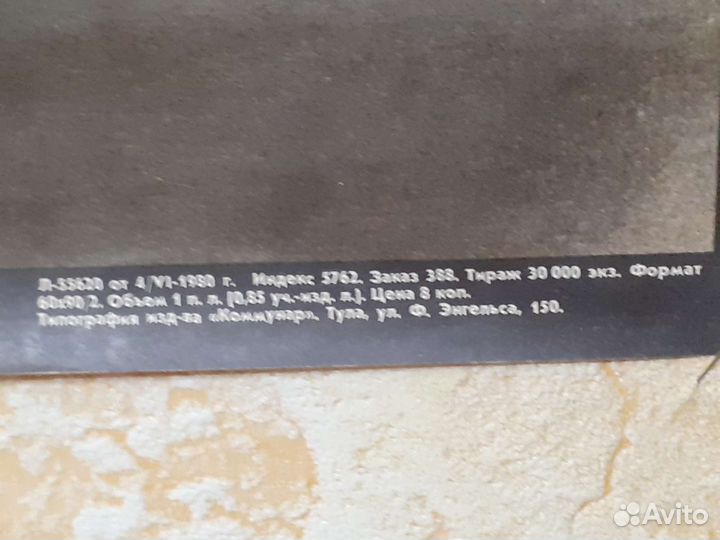 Л-55620 от 4/VI-1980 г. Индекс 5762. Заказ 388. Тираж 30 000 экз. Формат
60х90/2. Объем 1 п. л. [0,85 уч.-изд. л.]. Цена 8 коп.
Типография изд-ва «Коммунар». Тула, ул. Ф. Энгельса, 150.
Avito